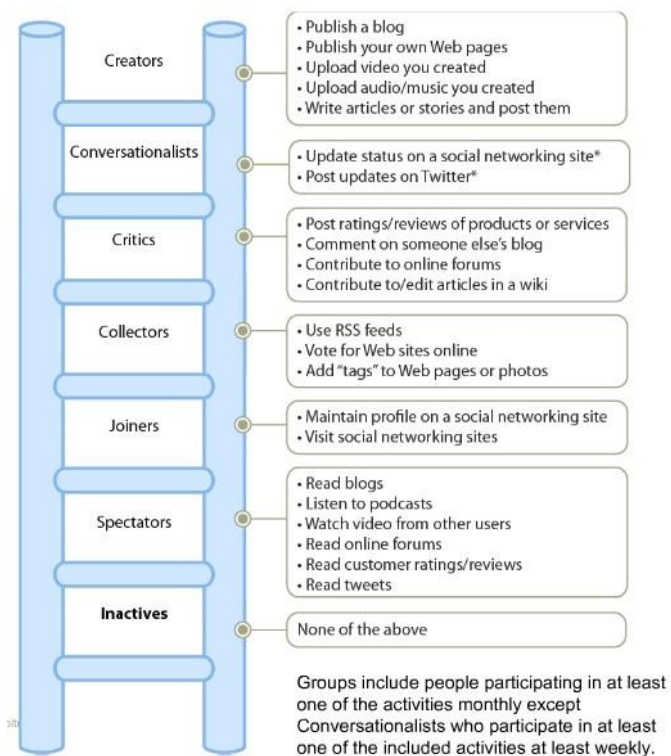 Creators
• Publish a blog
• Publish your own Web pages
• Upload video you created
• Upload audio/music you created
• Write articles or stories and post them
Conversationalists
• Update status on a social networking site*
• Post updates on Twitter*
Critics
• Post ratings/reviews of products or services
• Comment on someone else's blog
• Contribute to online forums
• Contribute to/edit articles in a wiki
Collectors
• Use RSS feeds
• Vote for Web sites online
• Add “tags” to Web pages or photos
Joiners
• Maintain profile on a social networking site
• Visit social networking sites
Spectators
• Read blogs
• Listen to podcasts
• Watch video from other users
• Read online forums
• Read customer ratings/reviews
• Read tweets
Inactives
None of the above
Groups include people participating in at least
one of the activities monthly except
Conversationalists who participate in at least
one of the included activities at least weekly.